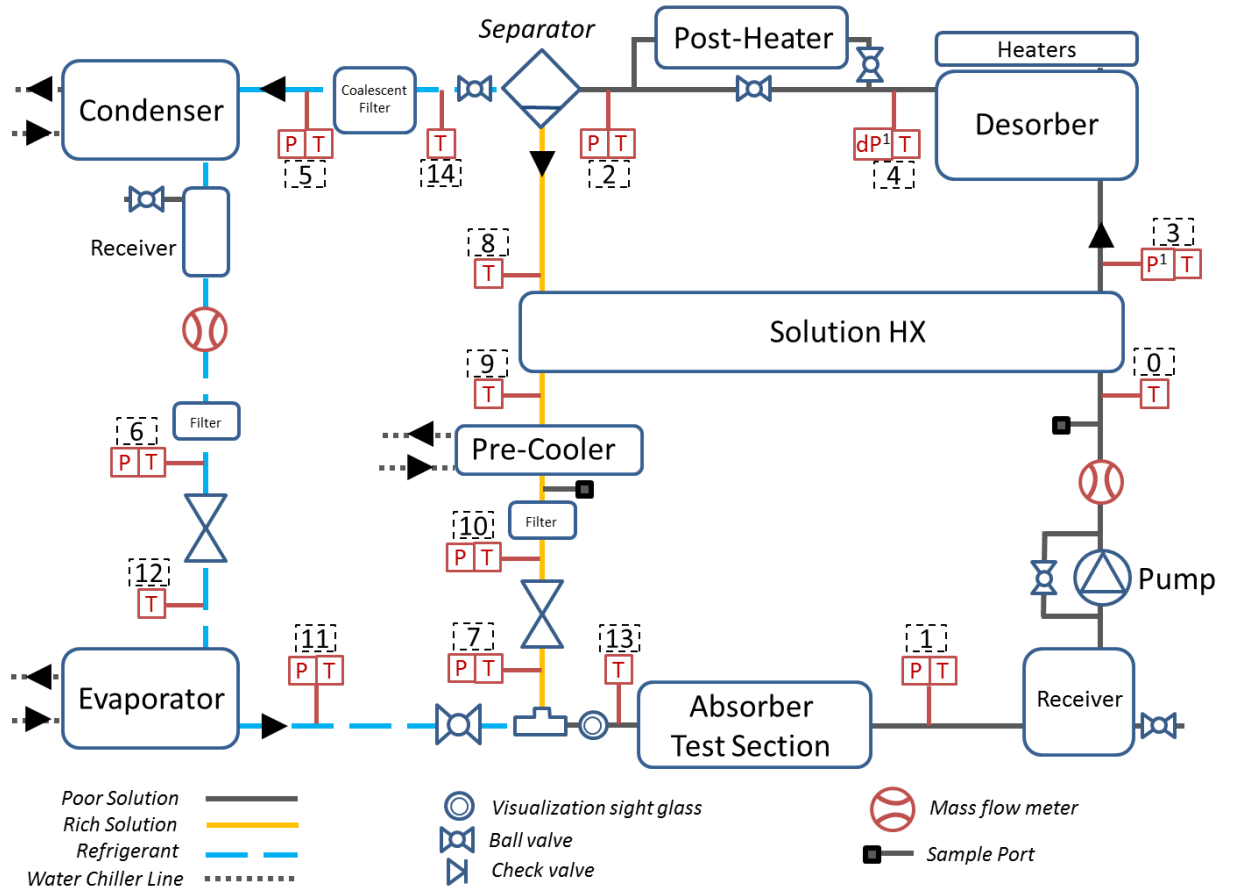 Separator
Post-Heater
Heaters
Condenser
Coalescent
Filter
Desorber
P T
5
T
14
P T
2
dP¹ T
4
Receiver
8
T
3
P¹ T
Solution HX
9
T
0
T
Filter
6
P T
Pre-Cooler
Filter
10
P T
12
T
Pump
11
P T
7
P T
13
T
1
P T
Evaporator
Absorber
Test Section
Receiver
Poor Solution
Rich Solution
Refrigerant
Water Chiller Line
Visualization sight glass
Ball valve
Check valve
Mass flow meter
Sample Port